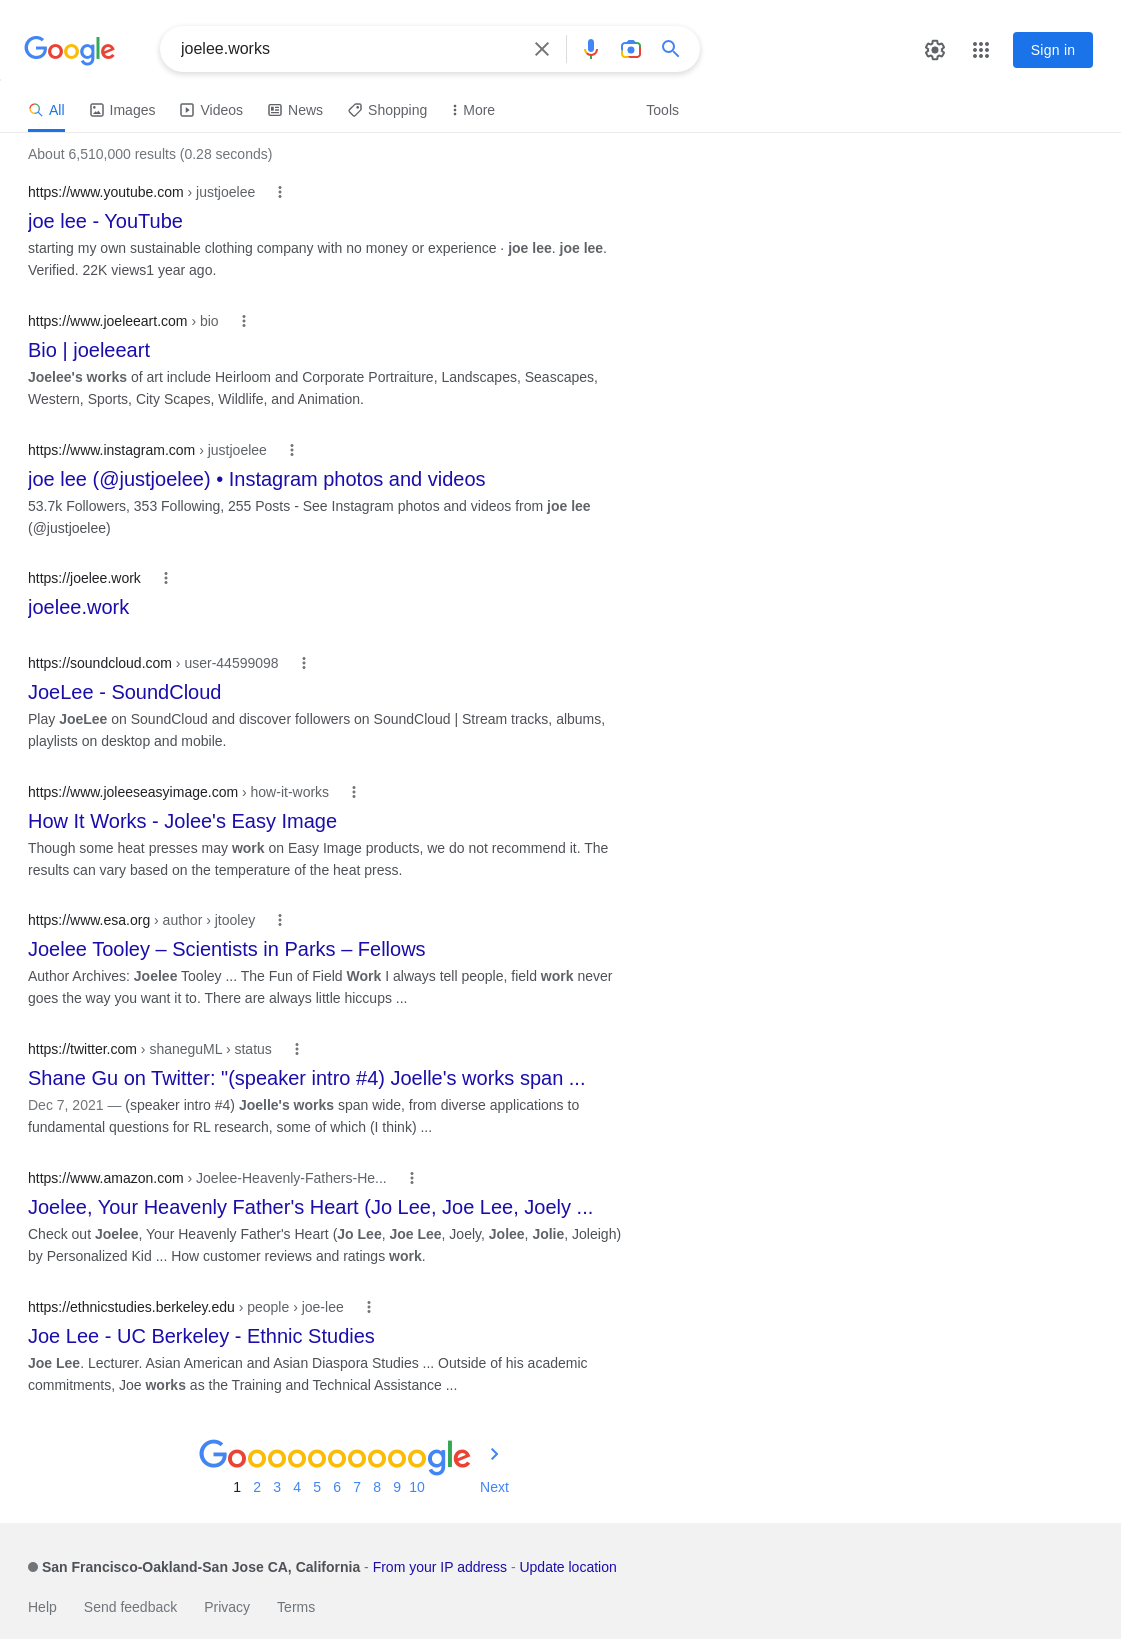 Google
joelee.works
Sign in
All
Images
Videos
News
Shopping
More
Tools
About 6,510,000 results (0.28 seconds)
https://www.youtube.com › justjoelee
joe lee - YouTube
starting my own sustainable clothing company with no money or experience · joe lee. joe lee.
Verified. 22K views1 year ago.
https://www.joeleeart.com › bio
Bio | joeleeart
Joelee's works of art include Heirloom and Corporate Portraiture, Landscapes, Seascapes,
Western, Sports, City Scapes, Wildlife, and Animation.
https://www.instagram.com › justjoelee
joe lee (@justjoelee) • Instagram photos and videos
53.7k Followers, 353 Following, 255 Posts - See Instagram photos and videos from joe lee
(@justjoelee)
https://joelee.work
joelee.work
https://soundcloud.com › user-44599098
JoeLee - SoundCloud
Play JoeLee on SoundCloud and discover followers on SoundCloud | Stream tracks, albums,
playlists on desktop and mobile.
https://www.joleeseasyimage.com › how-it-works
How It Works - Jolee's Easy Image
Though some heat presses may work on Easy Image products, we do not recommend it. The
results can vary based on the temperature of the heat press.
https://www.esa.org › author › jtooley
Joelee Tooley – Scientists in Parks – Fellows
Author Archives: Joelee Tooley ... The Fun of Field Work I always tell people, field work never
goes the way you want it to. There are always little hiccups ...
https://twitter.com › shaneguML › status
Shane Gu on Twitter: "(speaker intro #4) Joelle's works span ...
Dec 7, 2021 — (speaker intro #4) Joelle's works span wide, from diverse applications to
fundamental questions for RL research, some of which (I think) ...
https://www.amazon.com › Joelee-Heavenly-Fathers-He...
Joelee, Your Heavenly Father's Heart (Jo Lee, Joe Lee, Joely ...
Check out Joelee, Your Heavenly Father's Heart (Jo Lee, Joe Lee, Joely, Jolee, Jolie, Joleigh)
by Personalized Kid ... How customer reviews and ratings work.
https://ethnicstudies.berkeley.edu › people › joe-lee
Joe Lee - UC Berkeley - Ethnic Studies
Joe Lee. Lecturer. Asian American and Asian Diaspora Studies ... Outside of his academic
commitments, Joe works as the Training and Technical Assistance ...
Goooooooooogle
1 2 3 4 5 6 7 8 9 10 Next
San Francisco-Oakland-San Jose CA, California - From your IP address - Update location
Help Send feedback Privacy Terms